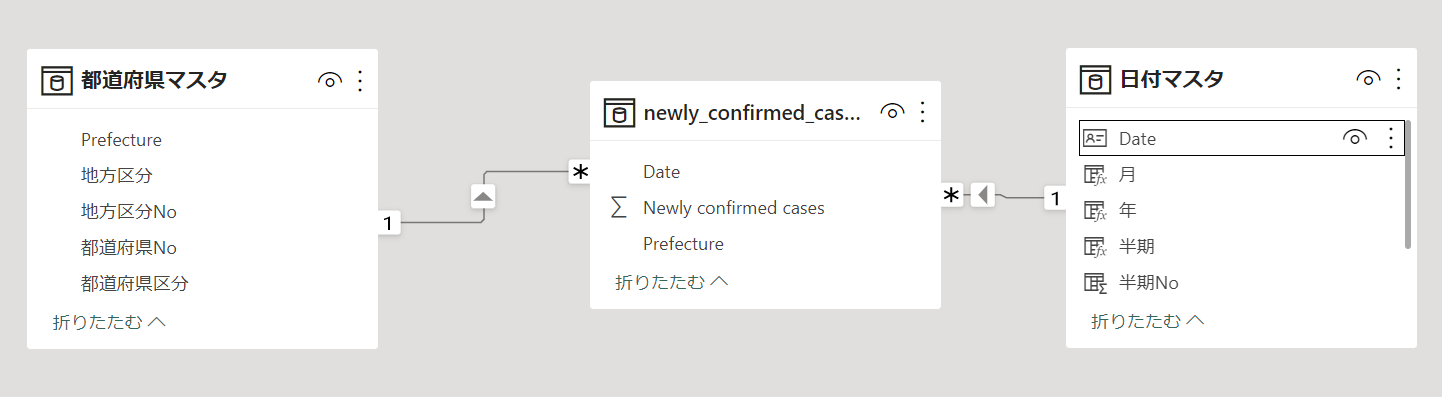 都道府県マスタ
Prefecture
地方区分
地方区分No
都道府県No
都道府県区分
折りたたむ
1
*
newly_confirmed_cas...
Date
Newly confirmed cases
Prefecture
折りたたむ
*
1
日付マスタ
Date
月
年
半期
半期No
折りたたむ